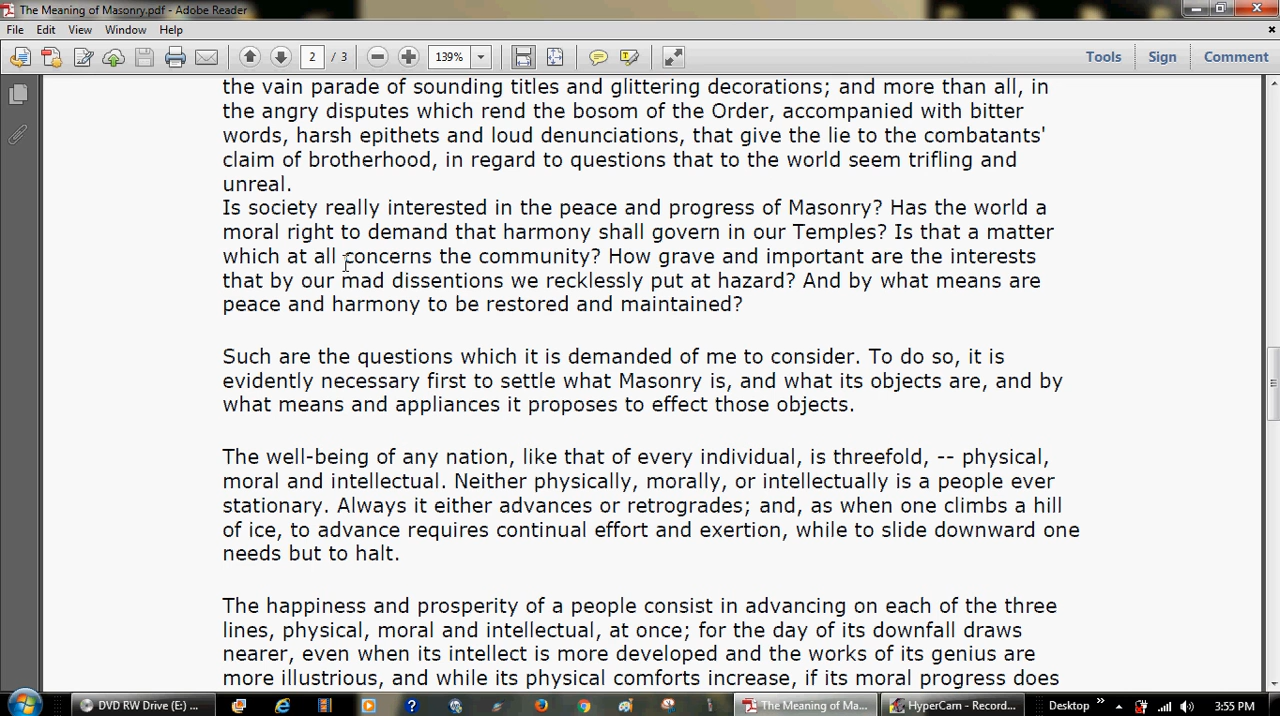 The Meaning of Masonry.pdf - Adobe Reader
File Edit View Window Help
2 / 3 139% Tools Sign Comment
the vain parade of sounding titles and glittering decorations; and more than all, in
the angry disputes which rend the bosom of the Order, accompanied with bitter
words, harsh epithets and loud denunciations, that give the lie to the combatants'
claim of brotherhood, in regard to questions that to the world seem trifling and
unreal.
Is society really interested in the peace and progress of Masonry? Has the world a
moral right to demand that harmony shall govern in our Temples? Is that a matter
which at all concerns the community? How grave and important are the interests
that by our mad dissentions we recklessly put at hazard? And by what means are
peace and harmony to be restored and maintained?
Such are the questions which it is demanded of me to consider. To do so, it is
evidently necessary first to settle what Masonry is, and what its objects are, and by
what means and appliances it proposes to effect those objects.
The well-being of any nation, like that of every individual, is threefold, -- physical,
moral and intellectual. Neither physically, morally, or intellectually is a people ever
stationary. Always it either advances or retrogrades; and, as when one climbs a hill
of ice, to advance requires continual effort and exertion, while to slide downward one
needs but to halt.
The happiness and prosperity of a people consist in advancing on each of the three
lines, physical, moral and intellectual, at once; for the day of its downfall draws
nearer, even when its intellect is more developed and the works of its genius are
more illustrious, and while its physical comforts increase, if its moral progress does
DVD RW Drive (E:) ... The Meaning of Ma... HyperCam - Record... Desktop » 3:55 PM